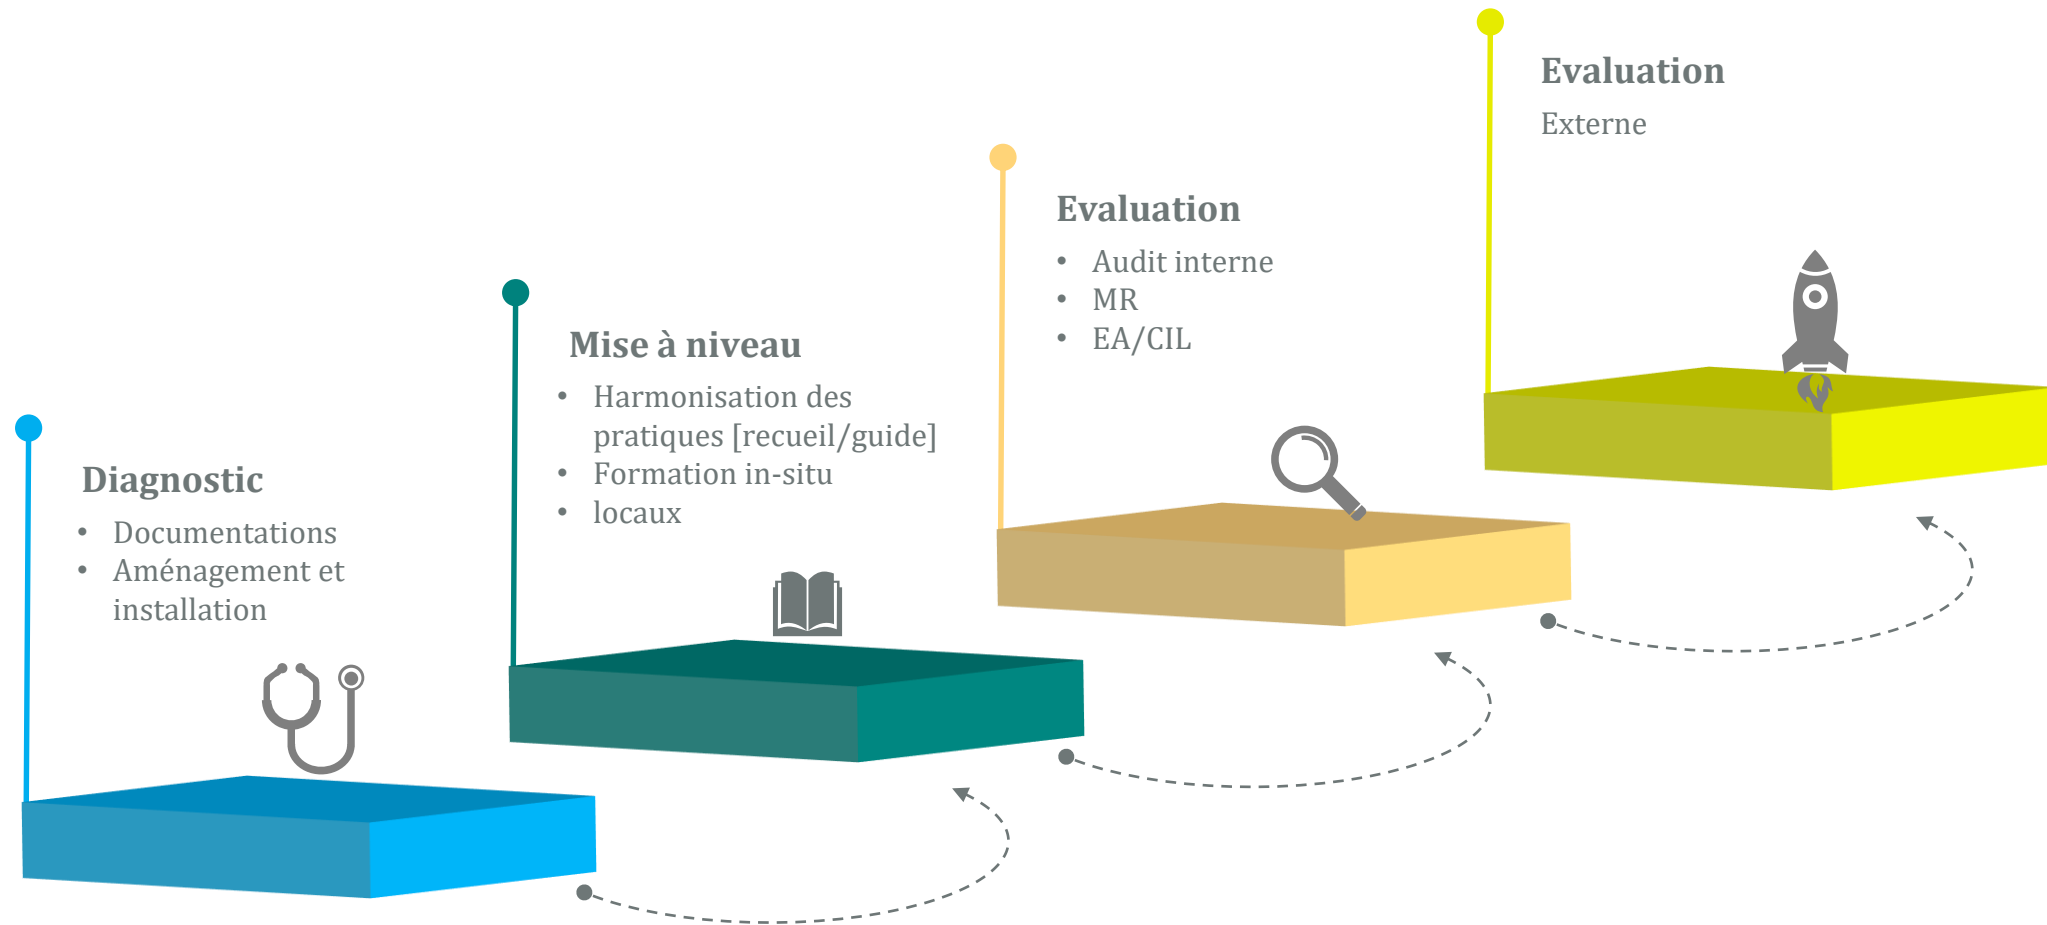 Diagnostic
• Documentations
• Aménagement et
installation
Mise à niveau
• Harmonisation des
pratiques [recueil/guide]
• Formation in-situ
• locaux
Evaluation
• Audit interne
• MR
• EA/CIL
Evaluation
Externe